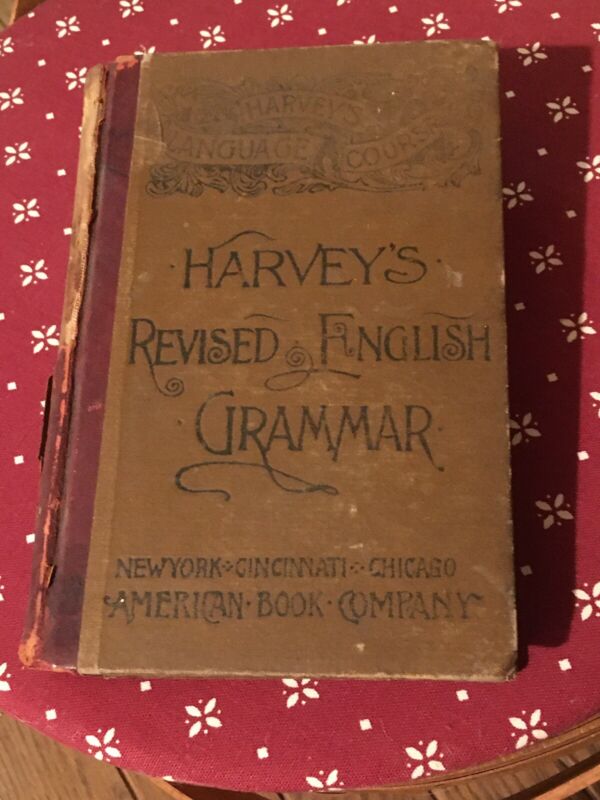 HARVEY'S
LANGUAGE COURSE
HARVEY'S
REVISED ENGLISH
GRAMMAR
NEW YORK CINCINNATI CHICAGO
AMERICAN BOOK COMPANY